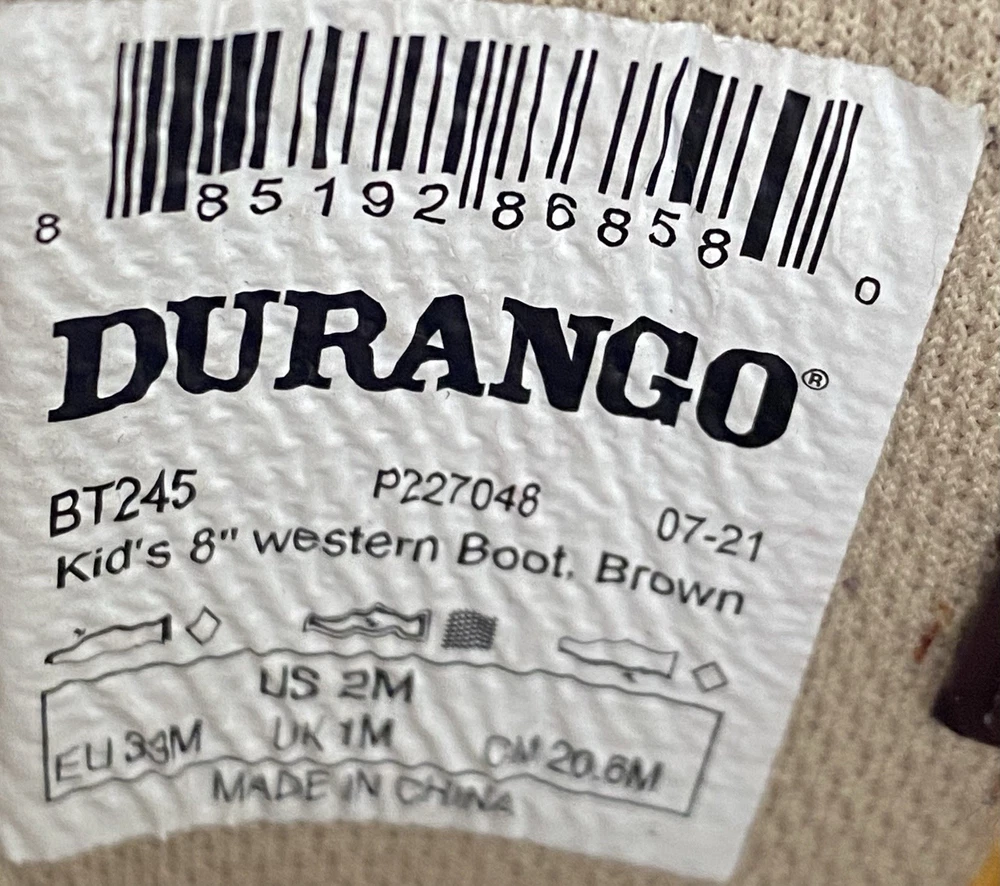 8 85192 86858 0
DURANGO®
BT245 P227048 07-21
Kid's 8" western Boot, Brown
US 2M
EU 33M UK 1M CM 20.6M
MADE IN CHINA